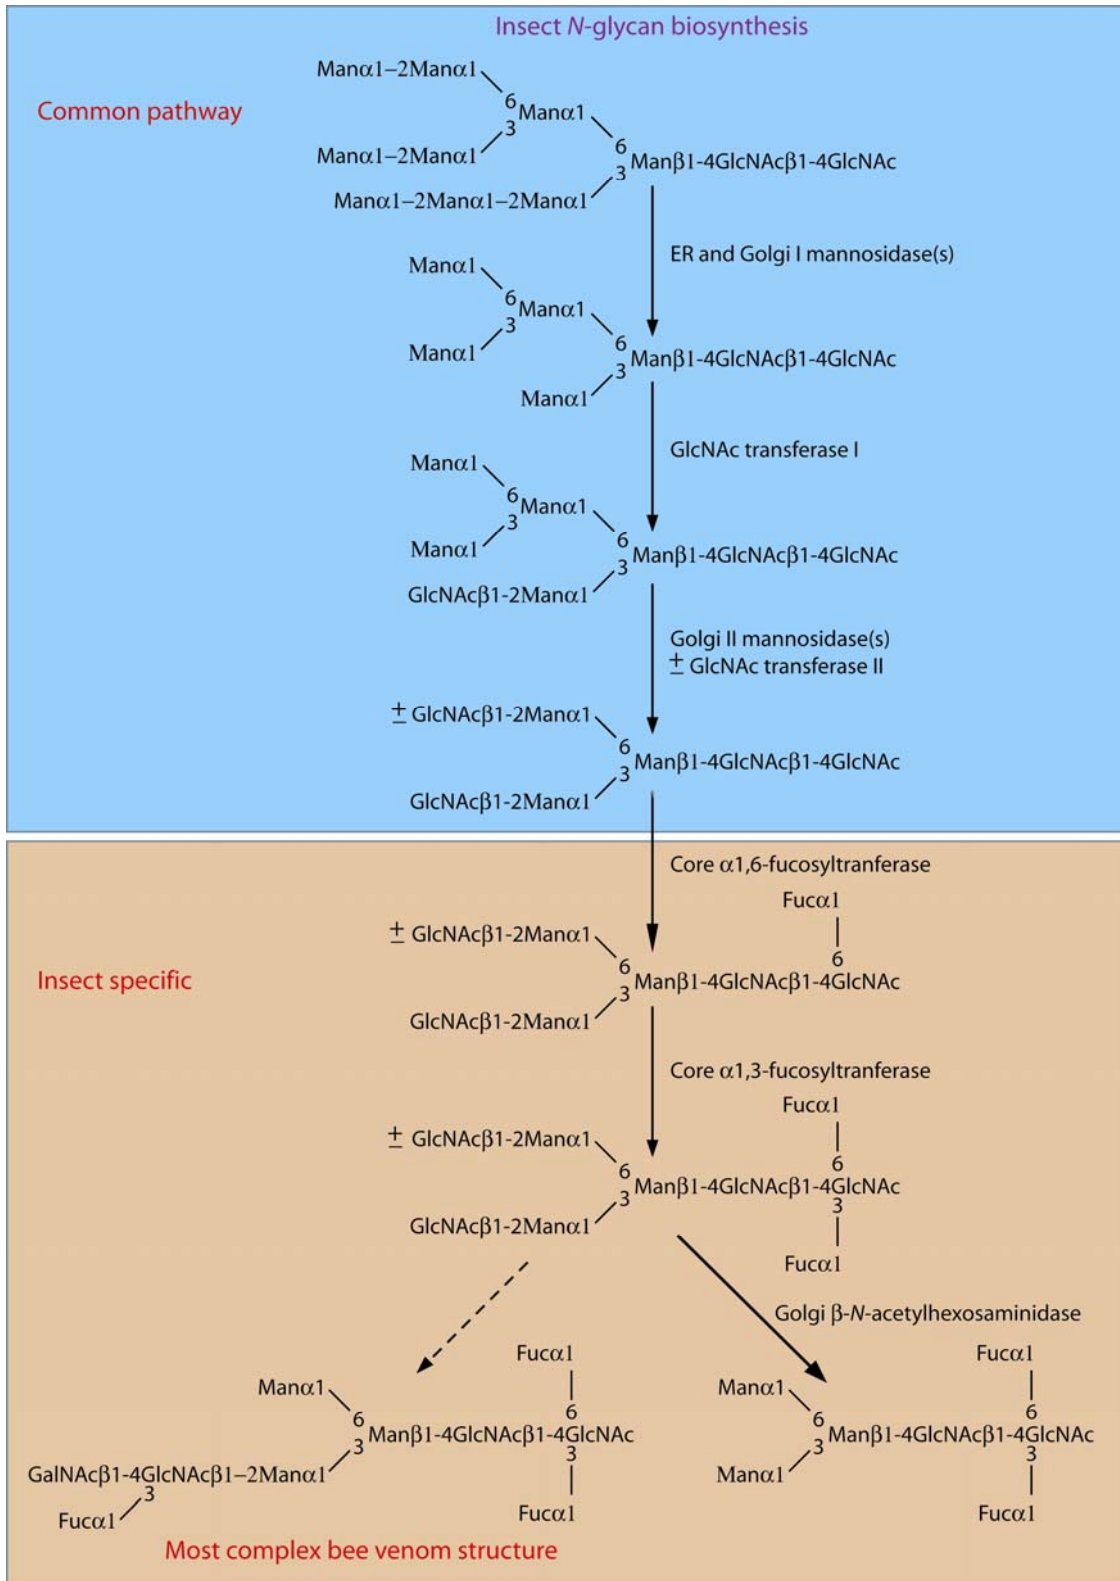 Insect N-glycan biosynthesis
Common pathway
Manα1–2Manα1
6
Manα1
3
Manα1–2Manα1
6
Manβ1-4GlcNAcβ1-4GlcNAc
3
Manα1–2Manα1–2Manα1
ER and Golgi I mannosidase(s)
Manα1
6
Manα1
3
Manα1
6
Manβ1-4GlcNAcβ1-4GlcNAc
3
Manα1
GlcNAc transferase I
Manα1
6
Manα1
3
Manα1
6
Manβ1-4GlcNAcβ1-4GlcNAc
3
GlcNAcβ1-2Manα1
Golgi II mannosidase(s)
± GlcNAc transferase II
± GlcNAcβ1-2Manα1
6
Manβ1-4GlcNAcβ1-4GlcNAc
3
GlcNAcβ1-2Manα1
Core α1,6-fucosyltranferase
Fucα1
6
± GlcNAcβ1-2Manα1
6
Manβ1-4GlcNAcβ1-4GlcNAc
3
GlcNAcβ1-2Manα1
Insect specific
Core α1,3-fucosyltranferase
Fucα1
6
± GlcNAcβ1-2Manα1
6
Manβ1-4GlcNAcβ1-4GlcNAc
3
3
GlcNAcβ1-2Manα1
Fucα1
Golgi β-N-acetylhexosaminidase
Fucα1
6
Manα1
6
Manβ1-4GlcNAcβ1-4GlcNAc
3
3
GalNAcβ1-4GlcNAcβ1–2Manα1
3
Fucα1
Fucα1
Most complex bee venom structure
Fucα1
6
Manα1
6
Manβ1-4GlcNAcβ1-4GlcNAc
3
3
Manα1
Fucα1